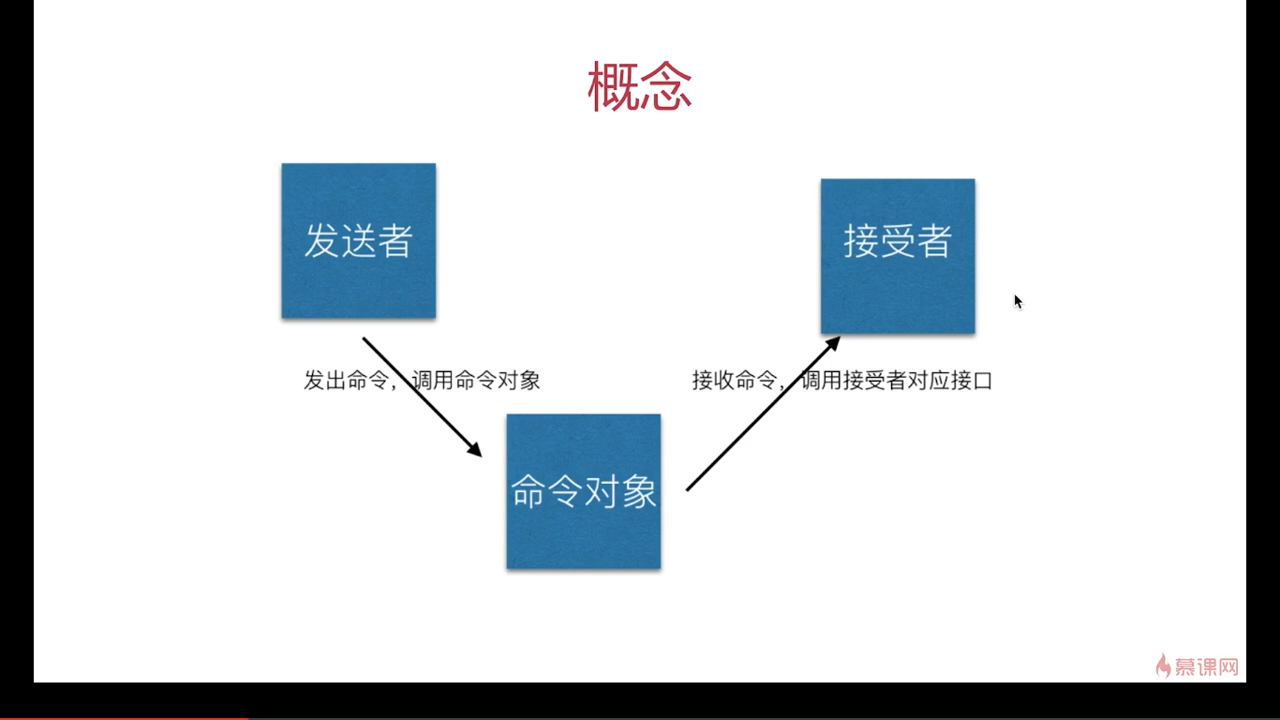 概念
发送者
接受者
发出命令，调用命令对象
接收命令，调用接受者对应接口
命令对象
慕课网